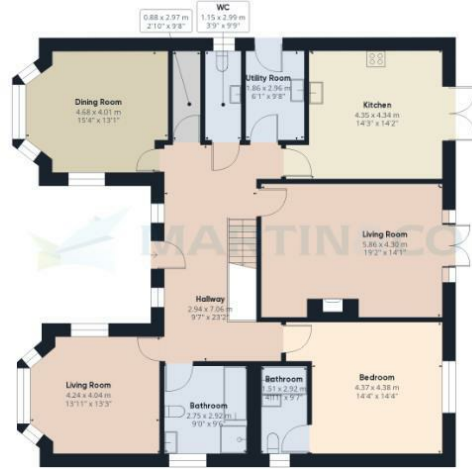 WC
0.88 x 2.97 m
2'10" x 9'8"
1.15 x 2.99 m
3'9" x 9'9"
Utility Room
1.86 x 2.96 m
6'1" x 9'8"
Dining Room
4.68 x 4.01 m
15'4" x 13'1"
Kitchen
4.35 x 4.34 m
14'3" x 14'2"
Living Room
5.86 x 4.30 m
19'2" x 14'1"
MARTIN&CO
Hallway
2.94 x 7.06 m
9'7" x 23'2"
Living Room
4.24 x 4.04 m
13'11" x 13'3"
Bathroom
2.75 x 2.92 m
9'0" x 9'6"
Bathroom
1.51 x 2.92 m
4'11" x 9'7"
Bedroom
4.37 x 4.38 m
14'4" x 14'4"